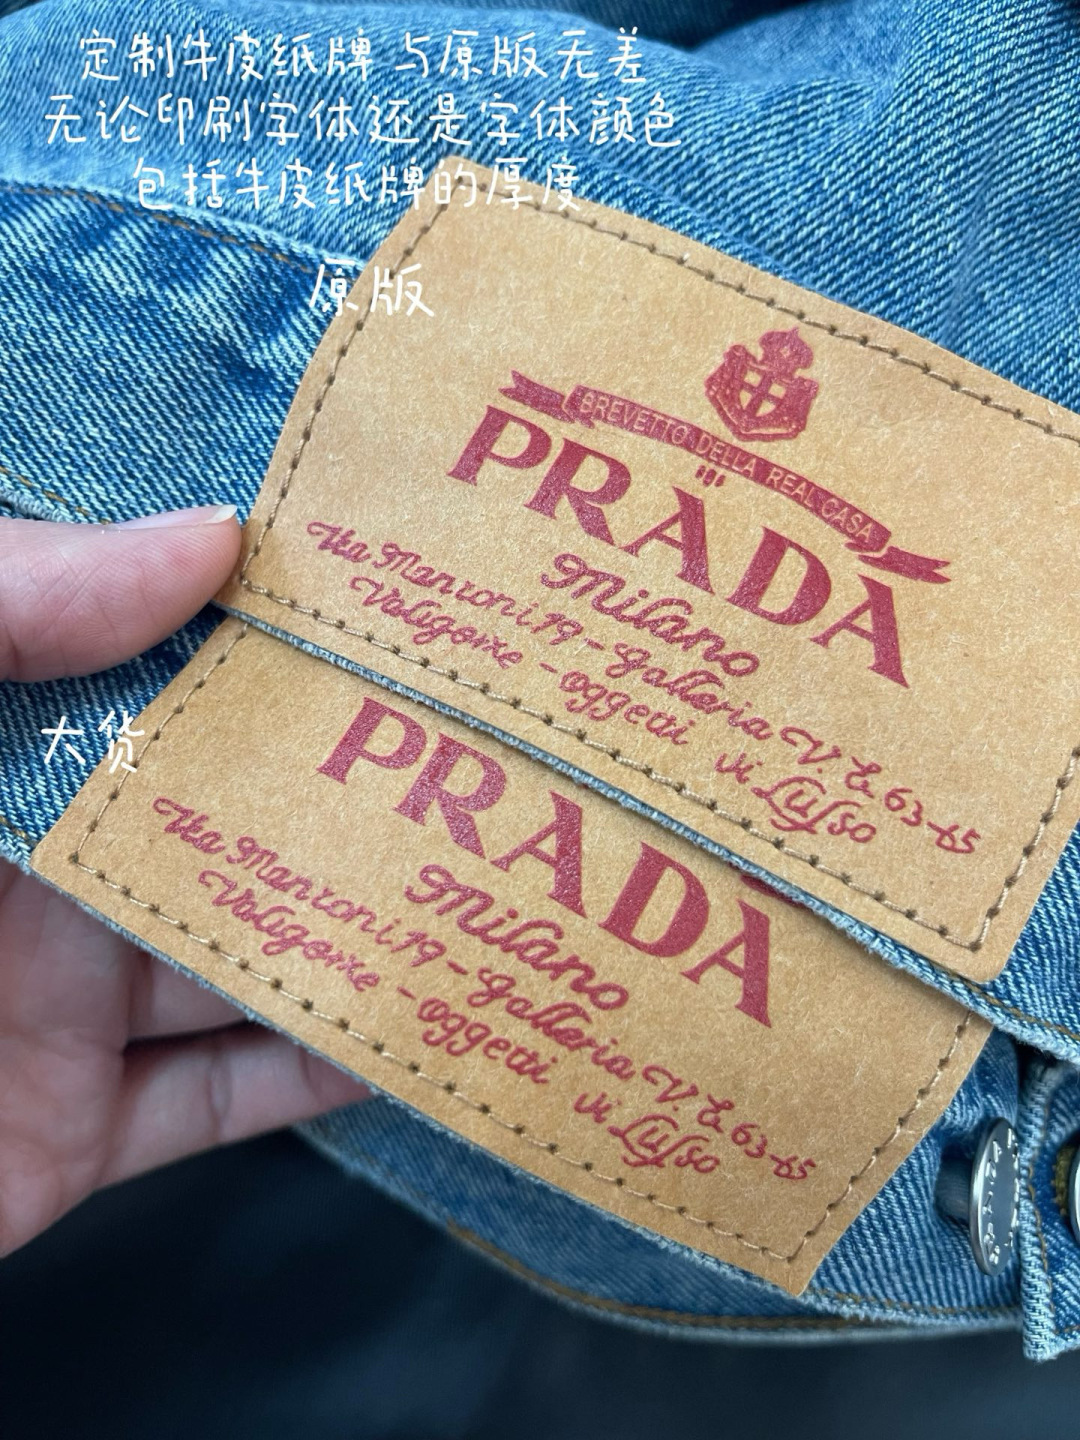 定制牛皮纸牌 与原版无差
无论印刷字体还是字体颜色
包括牛皮纸牌的厚度
原版
BREVETTO DELLA REAL CASA
PRADA
Milano
Via Manzoni 19 - Galleria V. E. 63-65
Valigerie - oggetti di Lusso
大货
PRADA
Milano
Via Manzoni 19 - Galleria V. E. 63-65
Valigerie - oggetti di Lusso